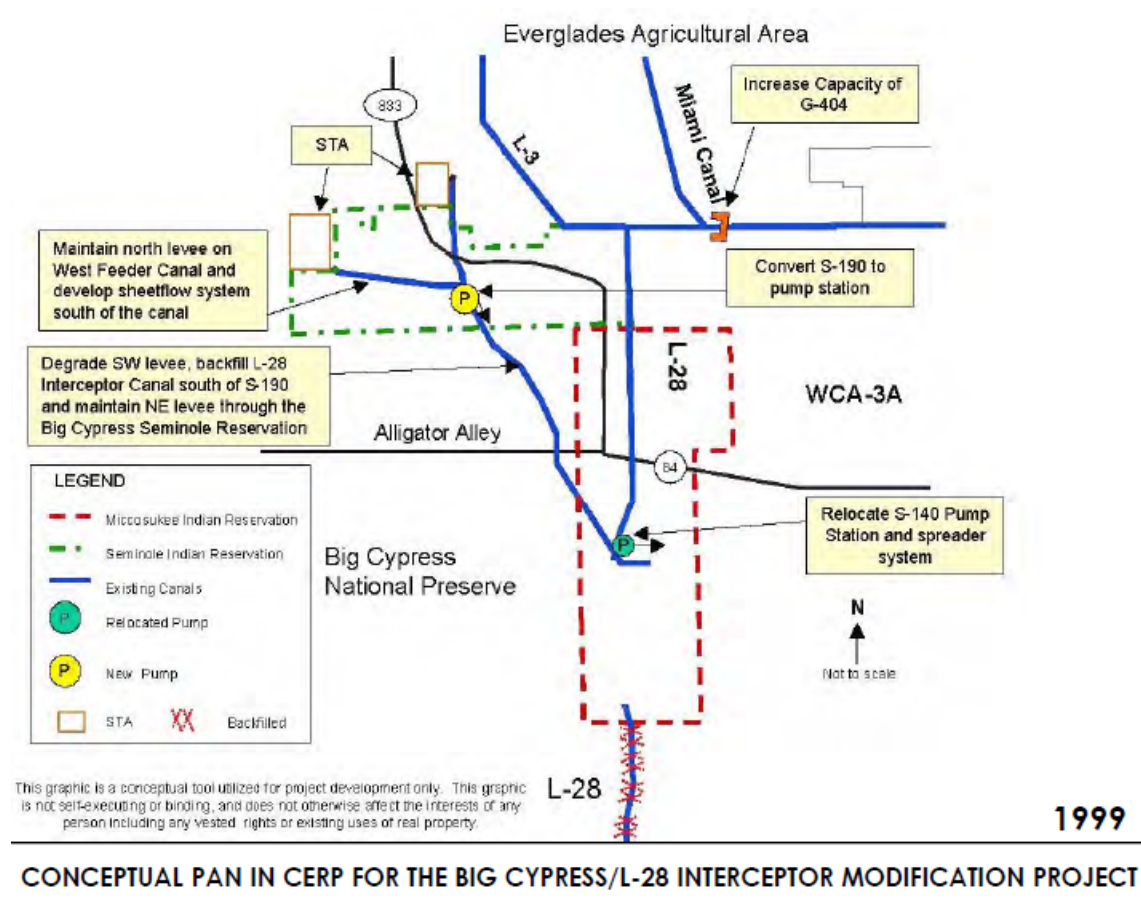 Everglades Agricultural Area
833
Increase Capacity of
G-404
Miami Canal
L-3
STA
Maintain north levee on
West Feeder Canal and
develop sheetflow system
south of the canal
Convert S-190 to
pump station
P
Degrade SW levee, backfill L-28
Interceptor Canal south of S-190
and maintain NE levee through the
Big Cypress Seminole Reservation
L-28
WCA-3A
Alligator Alley
84
LEGEND
Miccosukee Indian Reservation
Seminole Indian Reservation
Existing Canals
P Relocated Pump
P New Pump
STA
Backfilled
Big Cypress
National Preserve
P
Relocate S-140 Pump
Station and spreader
system
N
Not to scale
L-28
This graphic is a conceptual tool utilized for project development only. This graphic
is not self-executing or binding, and does not otherwise affect the interests of any
person including any vested rights or existing uses of real property.
1999
CONCEPTUAL PAN IN CERP FOR THE BIG CYPRESS/L-28 INTERCEPTOR MODIFICATION PROJECT